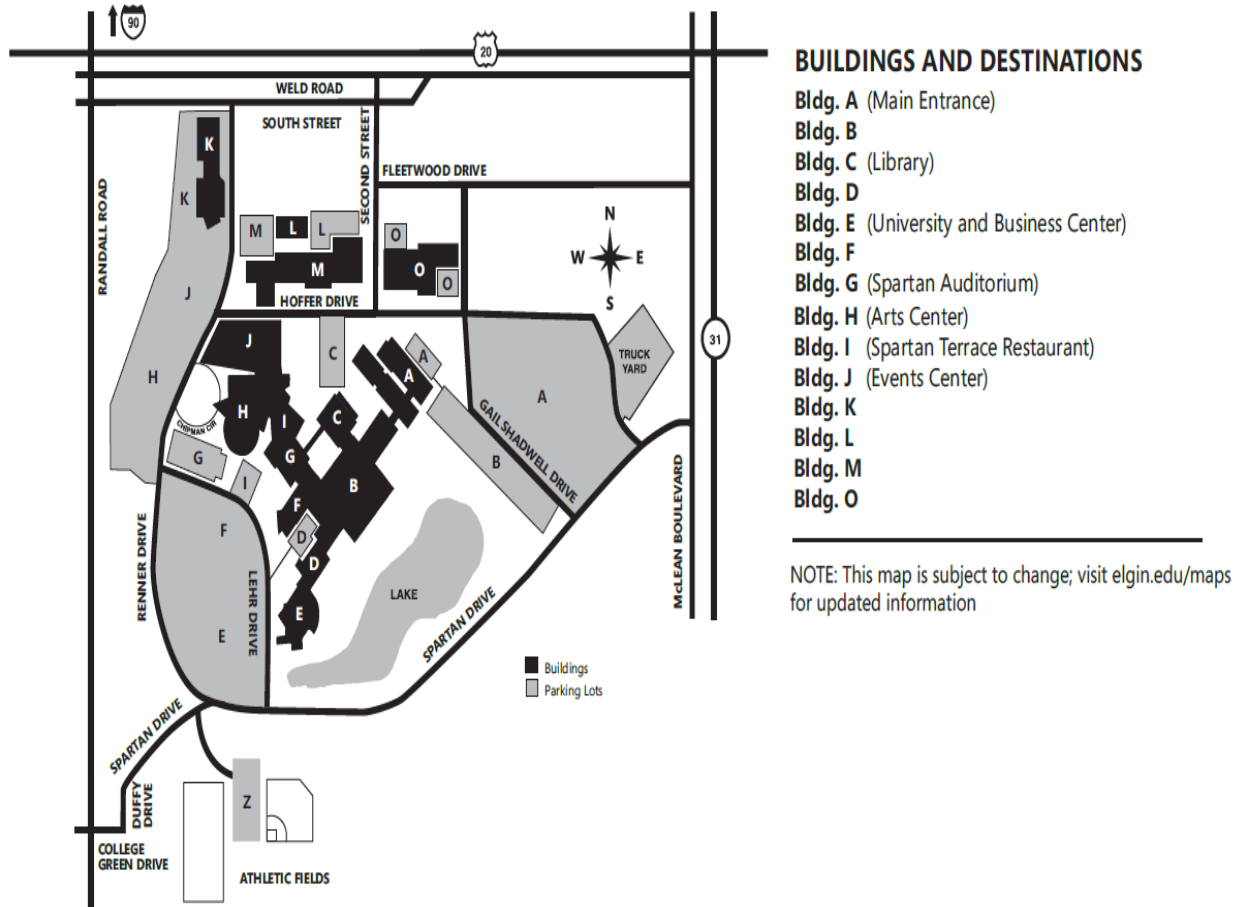 90
20
WELD ROAD
SOUTH STREET
SECOND STREET
FLEETWOOD DRIVE
RANDALL ROAD
K
K
M
L
L
O
M
O
O
N
W E
S
HOFFER DRIVE
J
J
C
A
A
A
TRUCK
YARD
31
H
H
I
C
CHIPMAN CIR
G
G
I
B
B
GAIL SHADWELL DRIVE
F
F
D
D
E
E
LAKE
RENNER DRIVE
LEHR DRIVE
SPARTAN DRIVE
McLEAN BOULEVARD
Buildings
Parking Lots
SPARTAN DRIVE
DUFFY
DRIVE
Z
COLLEGE
GREEN DRIVE
ATHLETIC FIELDS
BUILDINGS AND DESTINATIONS
Bldg. A (Main Entrance)
Bldg. B
Bldg. C (Library)
Bldg. D
Bldg. E (University and Business Center)
Bldg. F
Bldg. G (Spartan Auditorium)
Bldg. H (Arts Center)
Bldg. I (Spartan Terrace Restaurant)
Bldg. J (Events Center)
Bldg. K
Bldg. L
Bldg. M
Bldg. O
NOTE: This map is subject to change; visit elgin.edu/maps
for updated information